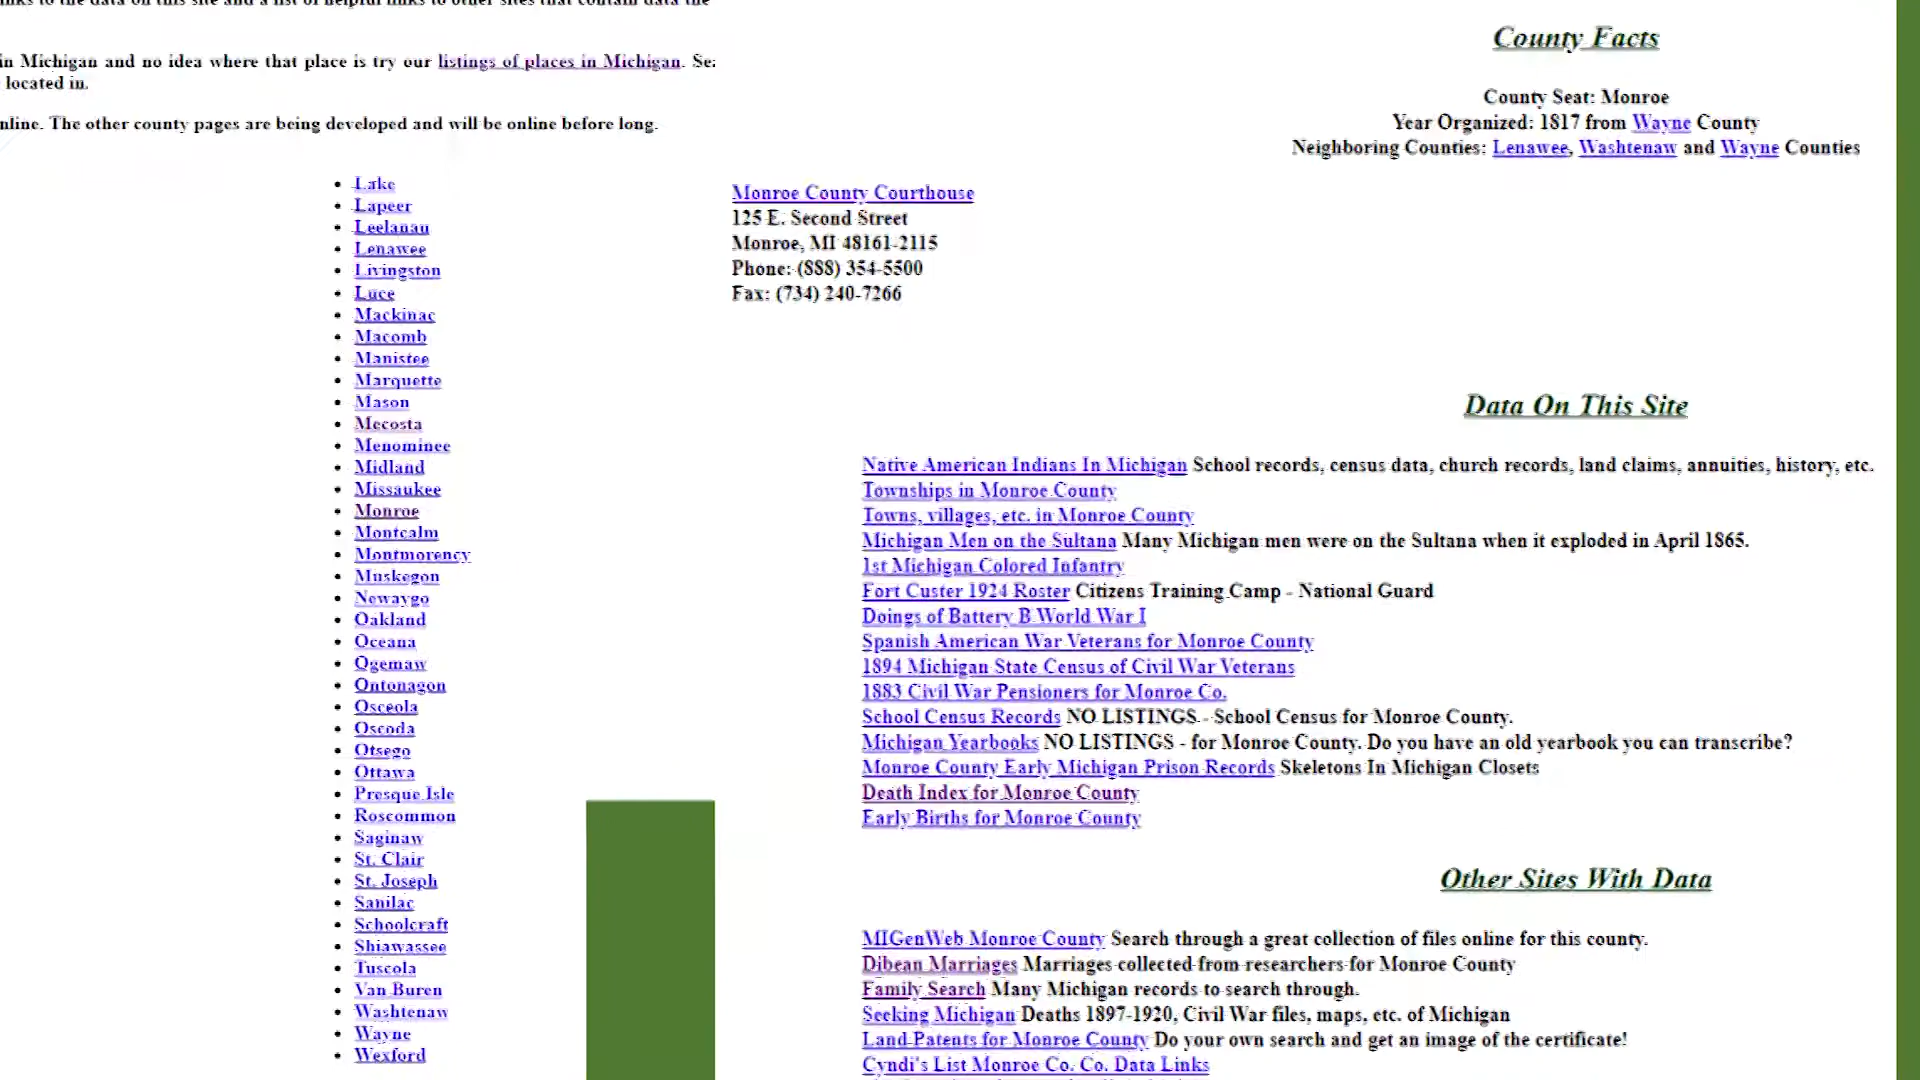 in Michigan and no idea where that place is try our listings of places in Michigan.
located in.
The other county pages are being developed and will be online before long.
Lake
Lapeer
Leelanau
Lenawee
Livingston
Luce
Mackinac
Macomb
Manistee
Marquette
Mason
Mecosta
Menominee
Midland
Missaukee
Monroe
Montcalm
Montmorency
Muskegon
Newaygo
Oakland
Oceana
Ogemaw
Ontonagon
Osceola
Oscoda
Otsego
Ottawa
Presque Isle
Roscommon
Saginaw
St. Clair
St. Joseph
Sanilac
Schoolcraft
Shiawassee
Tuscola
Van Buren
Washtenaw
Wayne
Wexford
County Facts
County Seat: Monroe
Year Organized: 1817 from Wayne County
Neighboring Counties: Lenawee, Washtenaw and Wayne Counties
Monroe County Courthouse
125 E. Second Street
Monroe, MI 48161-2115
Phone: (888) 354-5500
Fax: (734) 240-7266
Data On This Site
Native American Indians In Michigan School records, census data, church records, land claims, annuities, history, etc.
Townships in Monroe County
Towns, villages, etc. in Monroe County
Michigan Men on the Sultana Many Michigan men were on the Sultana when it exploded in April 1865.
1st Michigan Colored Infantry
Fort Custer 1924 Roster Citizens Training Camp - National Guard
Doings of Battery B World War I
Spanish American War Veterans for Monroe County
1894 Michigan State Census of Civil War Veterans
1883 Civil War Pensioners for Monroe Co.
School Census Records NO LISTINGS - School Census for Monroe County.
Michigan Yearbooks NO LISTINGS - for Monroe County. Do you have an old yearbook you can transcribe?
Monroe County Early Michigan Prison Records Skeletons In Michigan Closets
Death Index for Monroe County
Early Births for Monroe County
Other Sites With Data
MIGenWeb Monroe County Search through a great collection of files online for this county.
Dibean Marriages Marriages collected from researchers for Monroe County
Family Search Many Michigan records to search through.
Seeking Michigan Deaths 1897-1920, Civil War files, maps, etc. of Michigan
Land Patents for Monroe County Do your own search and get an image of the certificate!
Cyndi's List Monroe Co. Co. Data Links